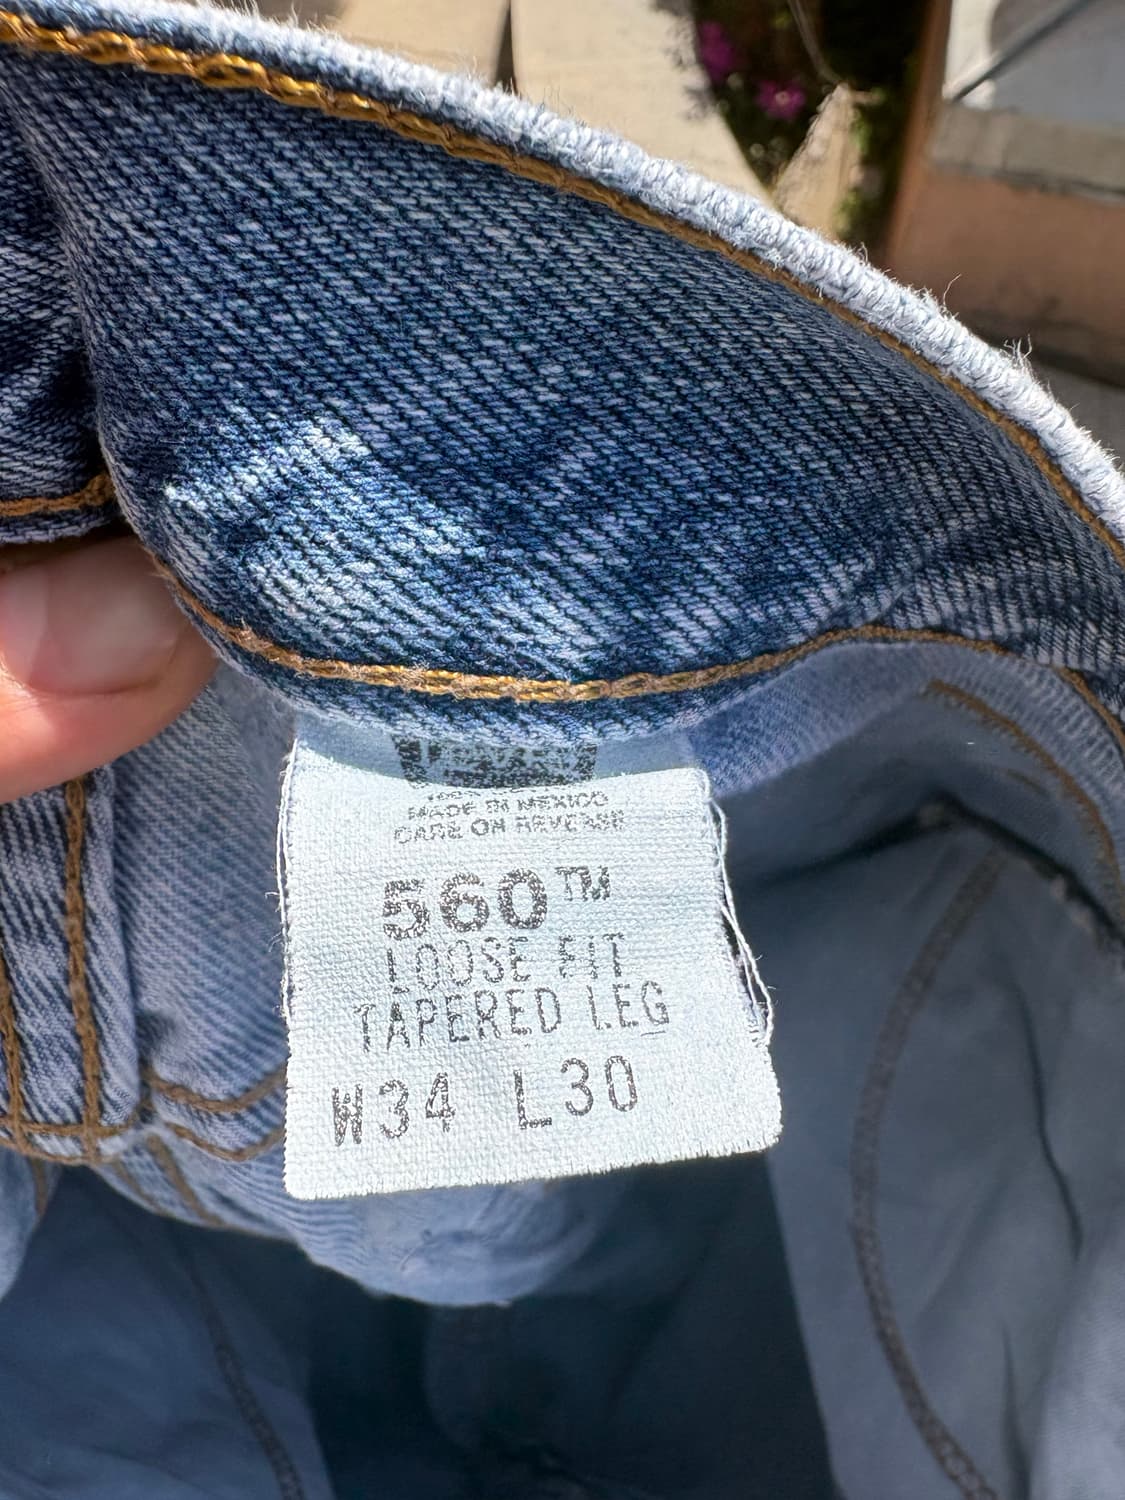 MADE IN MEXICO
CARE ON REVERSE
560™
LOOSE FIT
TAPERED LEG
W34 L30